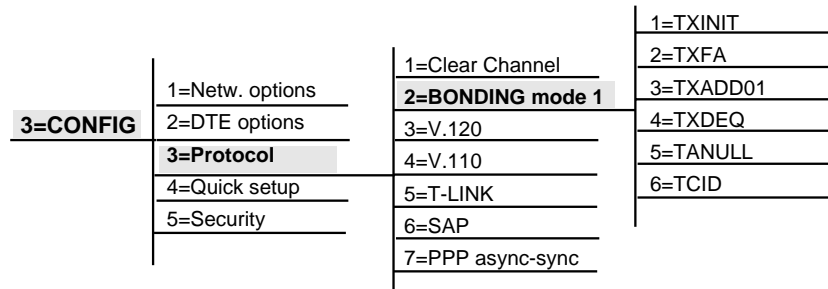 3=CONFIG
1=Netw. options
2=DTE options
3=Protocol
4=Quick setup
5=Security
1=Clear Channel
2=BONDING mode 1
3=V.120
4=V.110
5=T-LINK
6=SAP
7=PPP async-sync
1=TXINIT
2=TXFA
3=TXADD01
4=TXDEQ
5=TANULL
6=TCID